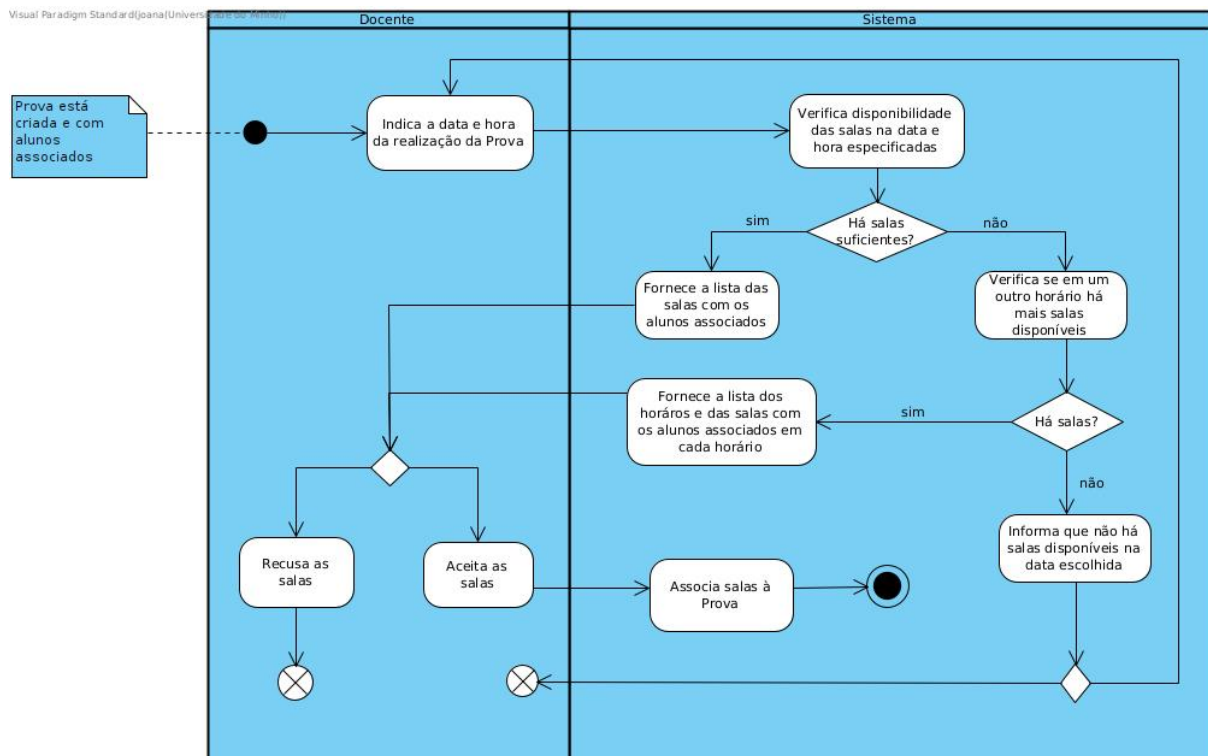 Visual Paradigm Standard(joana(Universidade do Minho))
Docente
Sistema
Prova está
criada e com
alunos
associados
Indica a data e hora
da realização da Prova
Verifica disponibilidade
das salas na data e
hora especificadas
Há salas
suficientes?
sim
não
Fornece a lista das
salas com os
alunos associados
Verifica se em um
outro horário há
mais salas
disponíveis
Fornece a lista dos
horáros e das salas com
os alunos associados em
cada horário
sim
Há salas?
não
Recusa as
salas
Aceita as
salas
Associa salas à
Prova
Informa que não há
salas disponíveis na
data escolhida